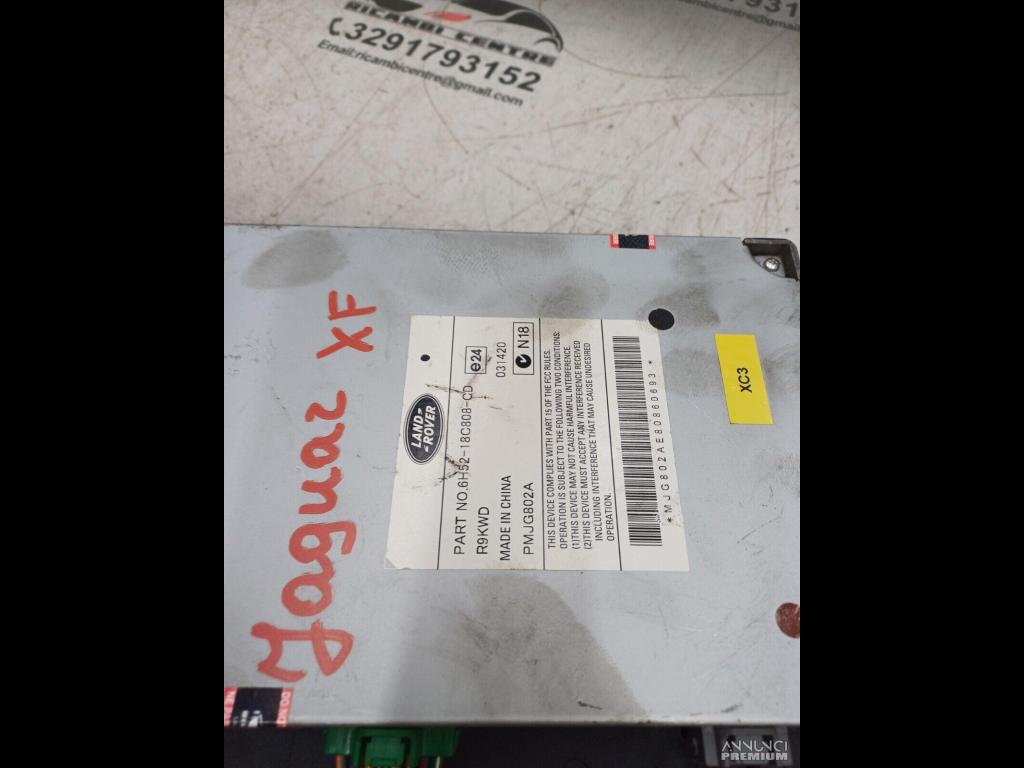 RICAMBI CENTRE
3291793152
Email:ricambicentre@gmail.com
Jaguar XF
LAND-
-ROVER
PART NO.6H52-18C808-CD
R9KWD
e24
MADE IN CHINA
031420
PMJG802A
N18
THIS DEVICE COMPLIES WITH PART 15 OF THE FCC RULES.
OPERATION IS SUBJECT TO THE FOLLOWING TWO CONDITIONS:
(1)THIS DEVICE MAY NOT CAUSE HARMFUL INTERFERENCE.
(2)THIS DEVICE MUST ACCEPT ANY INTERFERENCE RECEIVED
INCLUDING INTERFERENCE THAT MAY CAUSE UNDESIRED
OPERATION.
*MJG802AE80860693*
XC3
ANNUNCI
PREMIUM